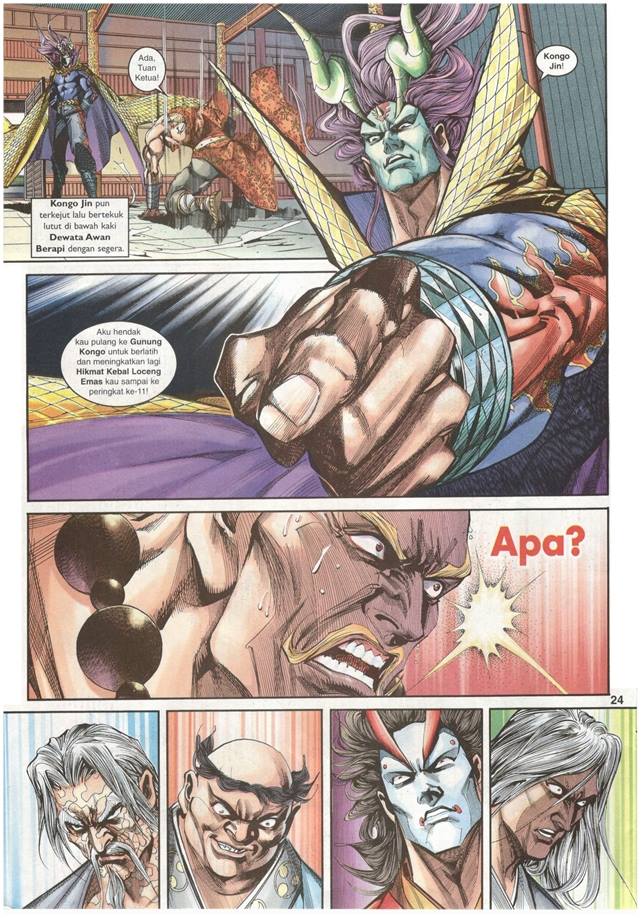 Kongo
Jin!
Ada,
Tuan
Ketua!
Kongo Jin pun
terkejut lalu bertekuk
lutut di bawah kaki
Dewata Awan
Berapi dengan segera.
Aku hendak
kau pulang ke Gunung
Kongo untuk berlatih
dan meningkatkan lagi
Hikmat Kebal Loceng
Emas kau sampai ke
peringkat ke-11!
Apa?
24